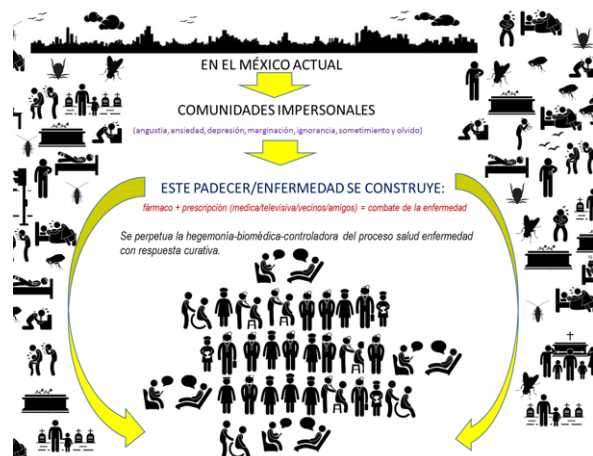 EN EL MÉXICO ACTUAL
COMUNIDADES IMPERSONALES
(angustia, ansiedad, depresión, marginación, ignorancia, sometimiento y olvido)
ESTE PADECER/ENFERMEDAD SE CONSTRUYE:
fármaco + prescripción (medica/televisiva/vecinos/amigos) = combate de la enfermedad
Se perpetua la hegemonía-biomédica-controladora del proceso salud enfermedad
con respuesta curativa.